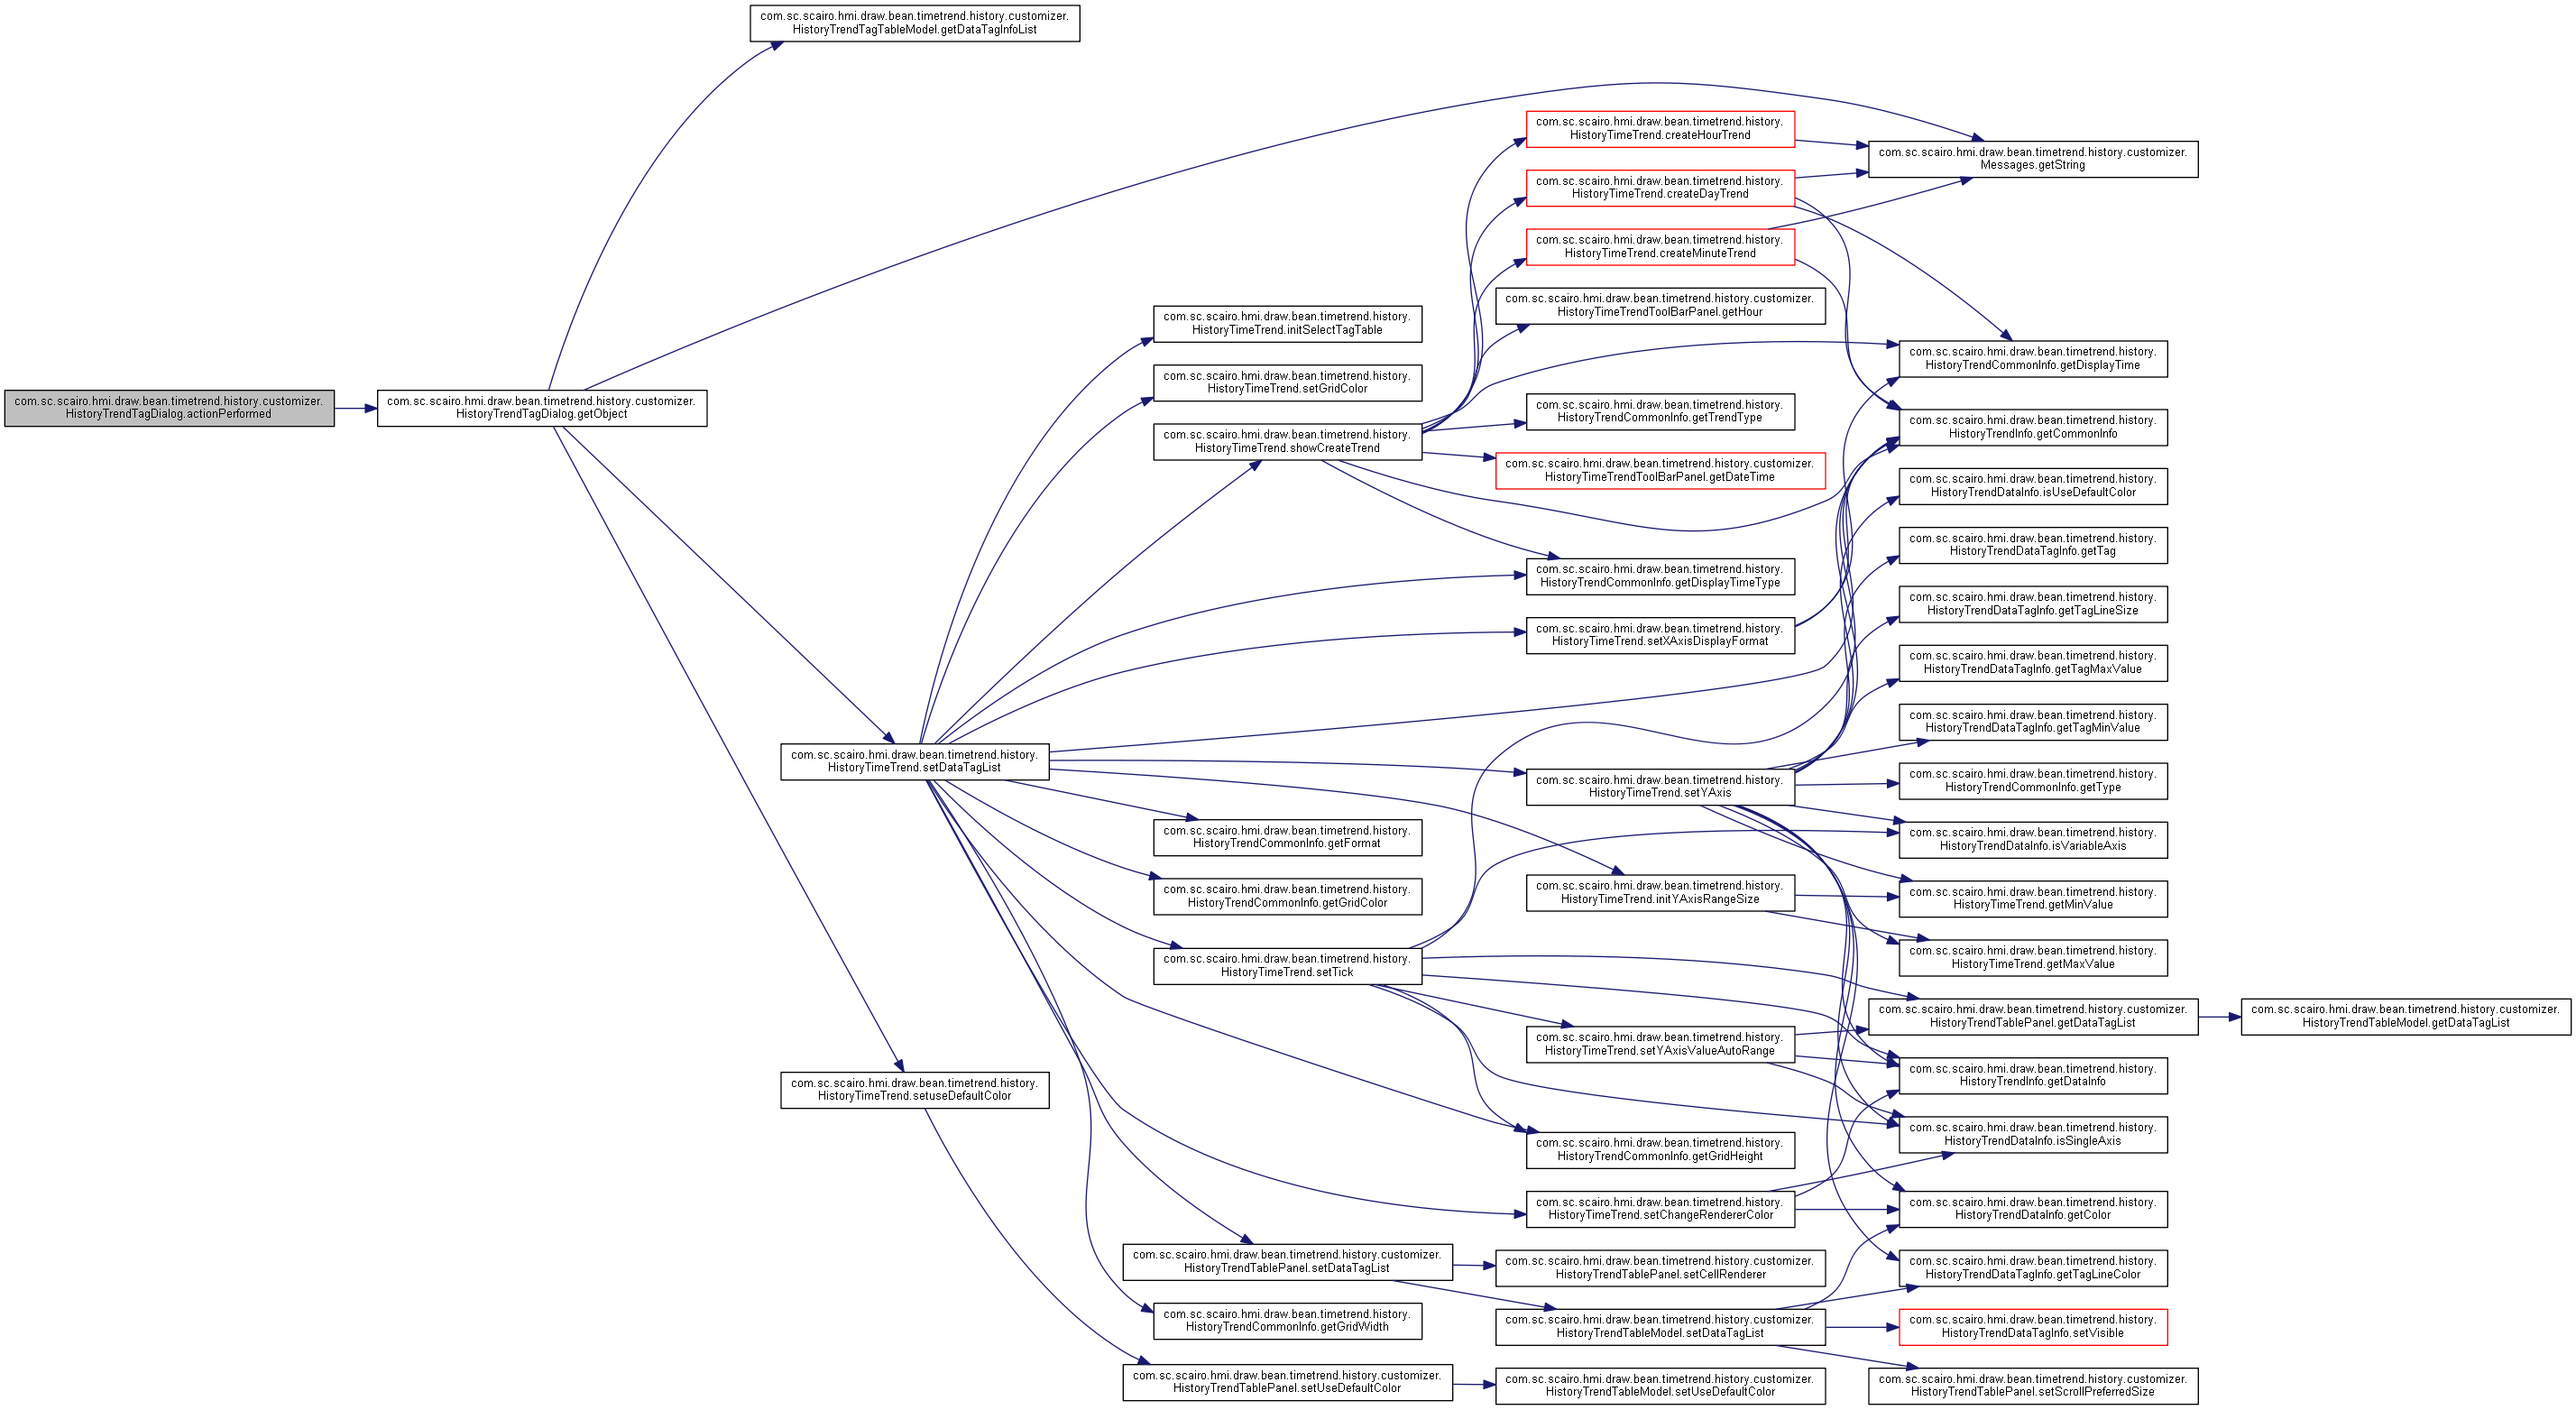 com.sc.scairo.hmi.draw.bean.timetrend.history.customizer.
HistoryTrendTagDialog.actionPerformed
com.sc.scairo.hmi.draw.bean.timetrend.history.customizer.
HistoryTrendTagDialog.getObject
com.sc.scairo.hmi.draw.bean.timetrend.history.customizer.
HistoryTrendTagTableModel.getDataTagInfoList
com.sc.scairo.hmi.draw.bean.timetrend.history.
HistoryTimeTrend.setDataTagList
com.sc.scairo.hmi.draw.bean.timetrend.history.
HistoryTimeTrend.setuseDefaultColor
com.sc.scairo.hmi.draw.bean.timetrend.history.
HistoryTimeTrend.initSelectTagTable
com.sc.scairo.hmi.draw.bean.timetrend.history.
HistoryTimeTrend.setGridColor
com.sc.scairo.hmi.draw.bean.timetrend.history.
HistoryTimeTrend.showCreateTrend
com.sc.scairo.hmi.draw.bean.timetrend.history.
HistoryTrendCommonInfo.getFormat
com.sc.scairo.hmi.draw.bean.timetrend.history.
HistoryTrendCommonInfo.getGridColor
com.sc.scairo.hmi.draw.bean.timetrend.history.
HistoryTimeTrend.setTick
com.sc.scairo.hmi.draw.bean.timetrend.history.customizer.
HistoryTrendTablePanel.setDataTagList
com.sc.scairo.hmi.draw.bean.timetrend.history.
HistoryTrendCommonInfo.getGridWidth
com.sc.scairo.hmi.draw.bean.timetrend.history.customizer.
HistoryTrendTablePanel.setUseDefaultColor
com.sc.scairo.hmi.draw.bean.timetrend.history.
HistoryTimeTrend.createHourTrend
com.sc.scairo.hmi.draw.bean.timetrend.history.
HistoryTimeTrend.createDayTrend
com.sc.scairo.hmi.draw.bean.timetrend.history.
HistoryTimeTrend.createMinuteTrend
com.sc.scairo.hmi.draw.bean.timetrend.history.customizer.
HistoryTimeTrendToolBarPanel.getHour
com.sc.scairo.hmi.draw.bean.timetrend.history.
HistoryTrendCommonInfo.getTrendType
com.sc.scairo.hmi.draw.bean.timetrend.history.customizer.
HistoryTimeTrendToolBarPanel.getDateTime
com.sc.scairo.hmi.draw.bean.timetrend.history.
HistoryTrendCommonInfo.getDisplayTimeType
com.sc.scairo.hmi.draw.bean.timetrend.history.
HistoryTimeTrend.setXAxisDisplayFormat
com.sc.scairo.hmi.draw.bean.timetrend.history.
HistoryTimeTrend.setYAxis
com.sc.scairo.hmi.draw.bean.timetrend.history.
HistoryTimeTrend.initYAxisRangeSize
com.sc.scairo.hmi.draw.bean.timetrend.history.
HistoryTimeTrend.setYAxisValueAutoRange
com.sc.scairo.hmi.draw.bean.timetrend.history.
HistoryTrendCommonInfo.getGridHeight
com.sc.scairo.hmi.draw.bean.timetrend.history.
HistoryTimeTrend.setChangeRendererColor
com.sc.scairo.hmi.draw.bean.timetrend.history.customizer.
HistoryTrendTablePanel.setCellRenderer
com.sc.scairo.hmi.draw.bean.timetrend.history.customizer.
HistoryTrendTableModel.setDataTagList
com.sc.scairo.hmi.draw.bean.timetrend.history.customizer.
HistoryTrendTableModel.setUseDefaultColor
com.sc.scairo.hmi.draw.bean.timetrend.history.customizer.
Messages.getString
com.sc.scairo.hmi.draw.bean.timetrend.history.
HistoryTrendCommonInfo.getDisplayTime
com.sc.scairo.hmi.draw.bean.timetrend.history.
HistoryTrendInfo.getCommonInfo
com.sc.scairo.hmi.draw.bean.timetrend.history.
HistoryTrendDataInfo.isUseDefaultColor
com.sc.scairo.hmi.draw.bean.timetrend.history.
HistoryTrendDataTagInfo.getTag
com.sc.scairo.hmi.draw.bean.timetrend.history.
HistoryTrendDataTagInfo.getTagLineSize
com.sc.scairo.hmi.draw.bean.timetrend.history.
HistoryTrendDataTagInfo.getTagMaxValue
com.sc.scairo.hmi.draw.bean.timetrend.history.
HistoryTrendDataTagInfo.getTagMinValue
com.sc.scairo.hmi.draw.bean.timetrend.history.
HistoryTrendCommonInfo.getType
com.sc.scairo.hmi.draw.bean.timetrend.history.
HistoryTrendDataInfo.isVariableAxis
com.sc.scairo.hmi.draw.bean.timetrend.history.
HistoryTimeTrend.getMinValue
com.sc.scairo.hmi.draw.bean.timetrend.history.
HistoryTimeTrend.getMaxValue
com.sc.scairo.hmi.draw.bean.timetrend.history.customizer.
HistoryTrendTablePanel.getDataTagList
com.sc.scairo.hmi.draw.bean.timetrend.history.customizer.
HistoryTrendTableModel.getDataTagList
com.sc.scairo.hmi.draw.bean.timetrend.history.
HistoryTrendInfo.getDataInfo
com.sc.scairo.hmi.draw.bean.timetrend.history.
HistoryTrendDataInfo.isSingleAxis
com.sc.scairo.hmi.draw.bean.timetrend.history.
HistoryTrendDataInfo.getColor
com.sc.scairo.hmi.draw.bean.timetrend.history.
HistoryTrendDataTagInfo.getTagLineColor
com.sc.scairo.hmi.draw.bean.timetrend.history.
HistoryTrendDataTagInfo.setVisible
com.sc.scairo.hmi.draw.bean.timetrend.history.customizer.
HistoryTrendTablePanel.setScrollPreferredSize